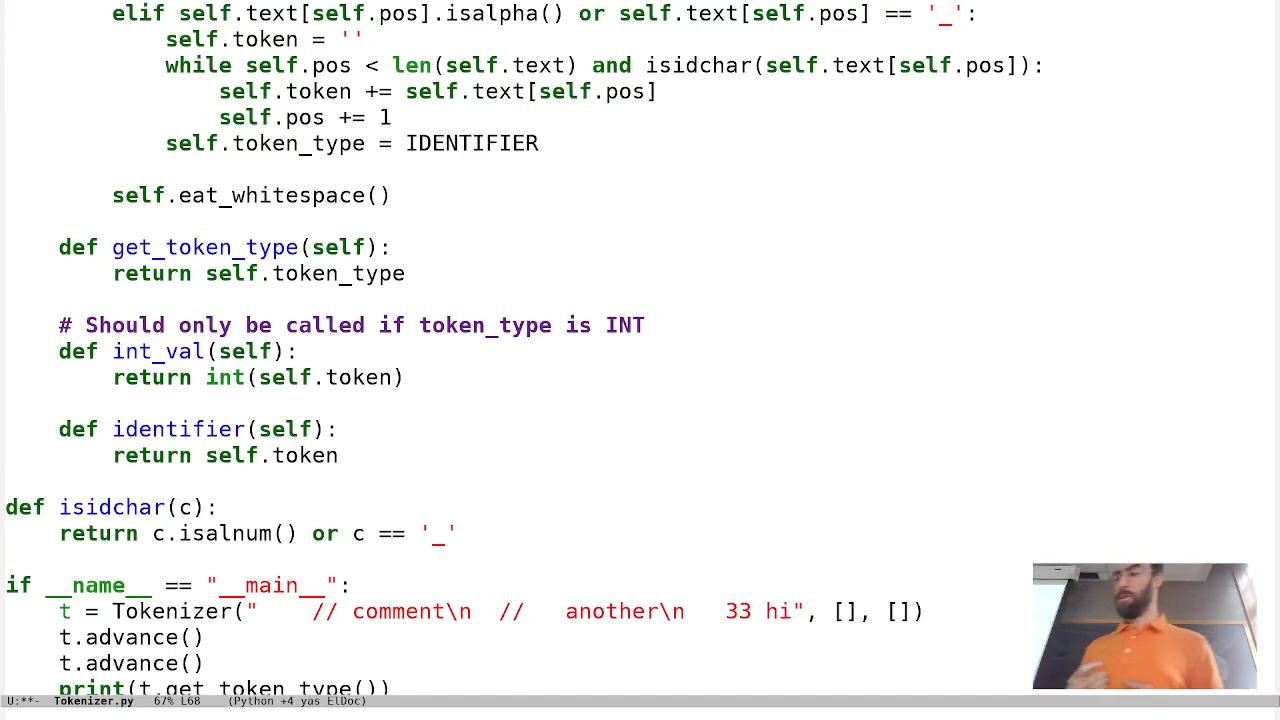 elif self.text[self.pos].isalpha() or self.text[self.pos] == '_':
self.token = ''
while self.pos < len(self.text) and isidchar(self.text[self.pos]):
self.token += self.text[self.pos]
self.pos += 1
self.token_type = IDENTIFIER
self.eat_whitespace()
def get_token_type(self):
return self.token_type
# Should only be called if token_type is INT
def int_val(self):
return int(self.token)
def identifier(self):
return self.token
def isidchar(c):
return c.isalnum() or c == '_'
if __name__ == "__main__":
t = Tokenizer("    // comment\n  //   another\n   33 hi", [], [])
t.advance()
t.advance()
print(t.get_token_type())
U:**-  Tokenizer.py   67% L68    (Python +4 yas ElDoc)